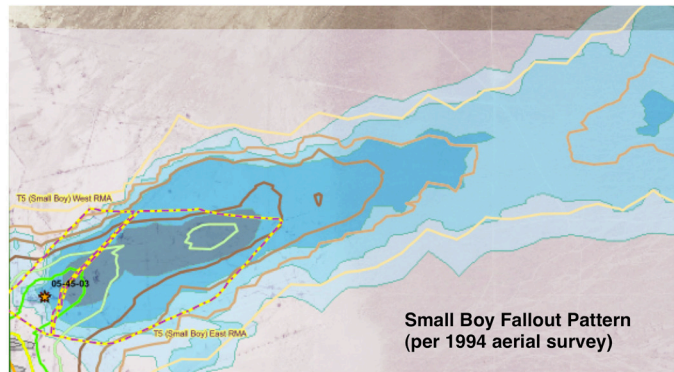 T5 (Small Boy) West RMA
05-45-03
T5 (Small Boy) East RMA
Small Boy Fallout Pattern
(per 1994 aerial survey)